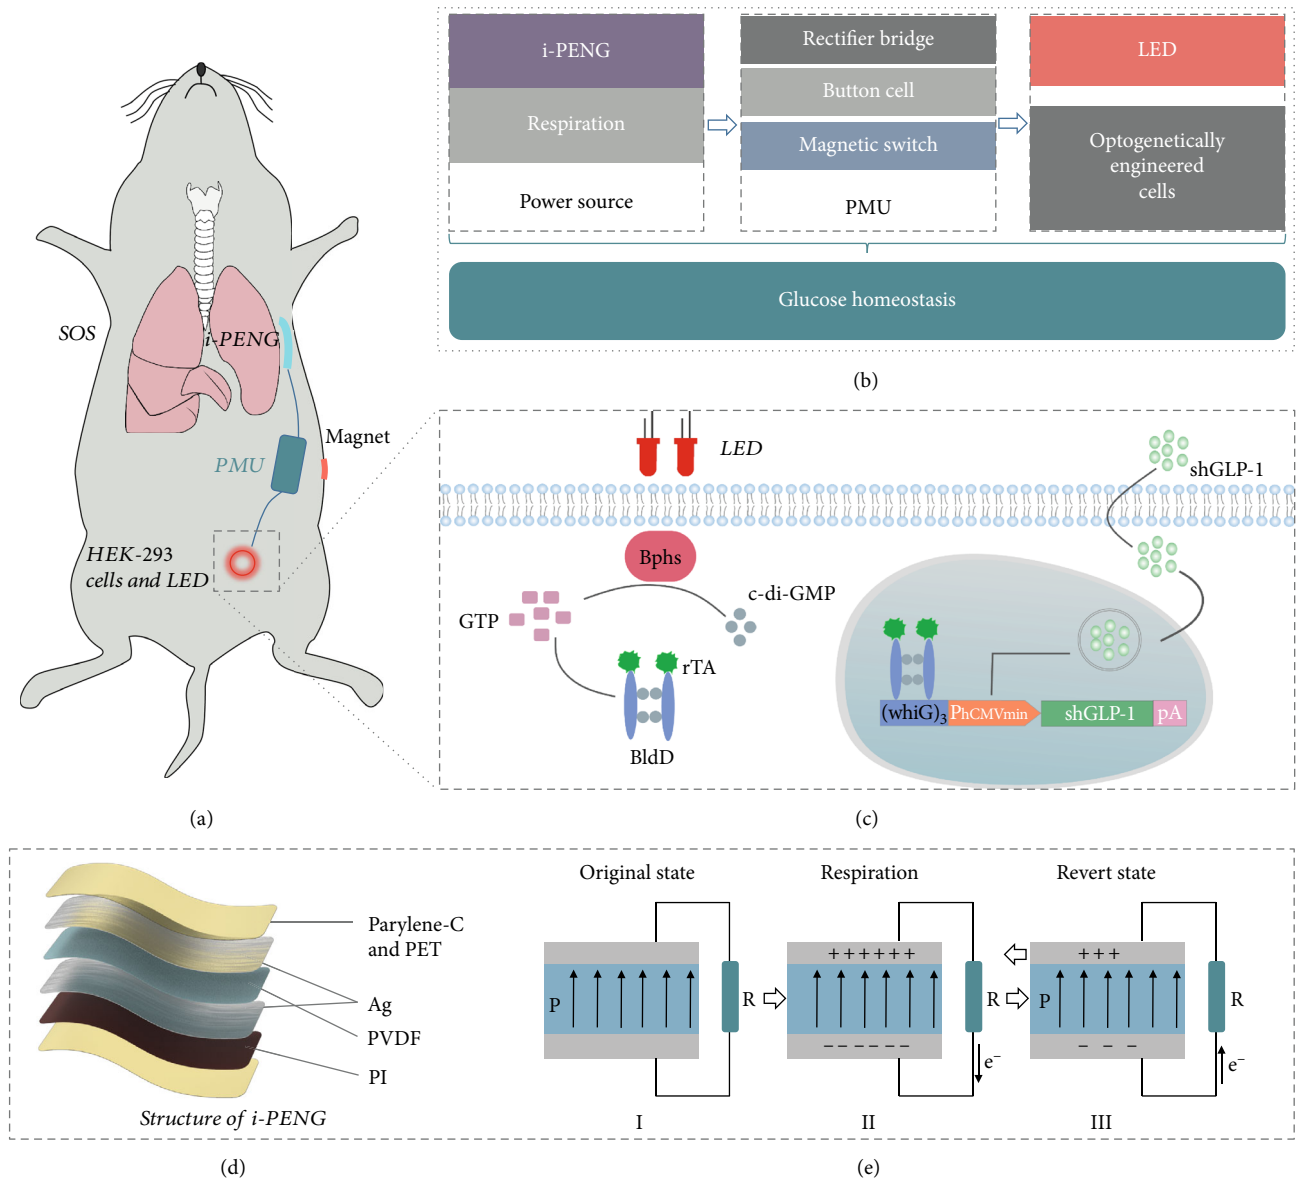 SOS
i-PENG
PMU
Magnet
HEK-293
cells and LED
(a)
i-PENG
Respiration
Power source
Rectifier bridge
Button cell
Magnetic switch
PMU
LED
Optogenetically
engineered
cells
Glucose homeostasis
(b)
LED
shGLP-1
Bphs
c-di-GMP
GTP
rTA
BldD
(whiG)3
PhCMVmin
shGLP-1
pA
(c)
Parylene-C
and PET
Ag
PVDF
PI
Structure of i-PENG
(d)
Original state
P
R
I
Respiration
++++++
R
− − − − − −
e−
II
Revert state
+++
P
R
− − −
e−
III
(e)